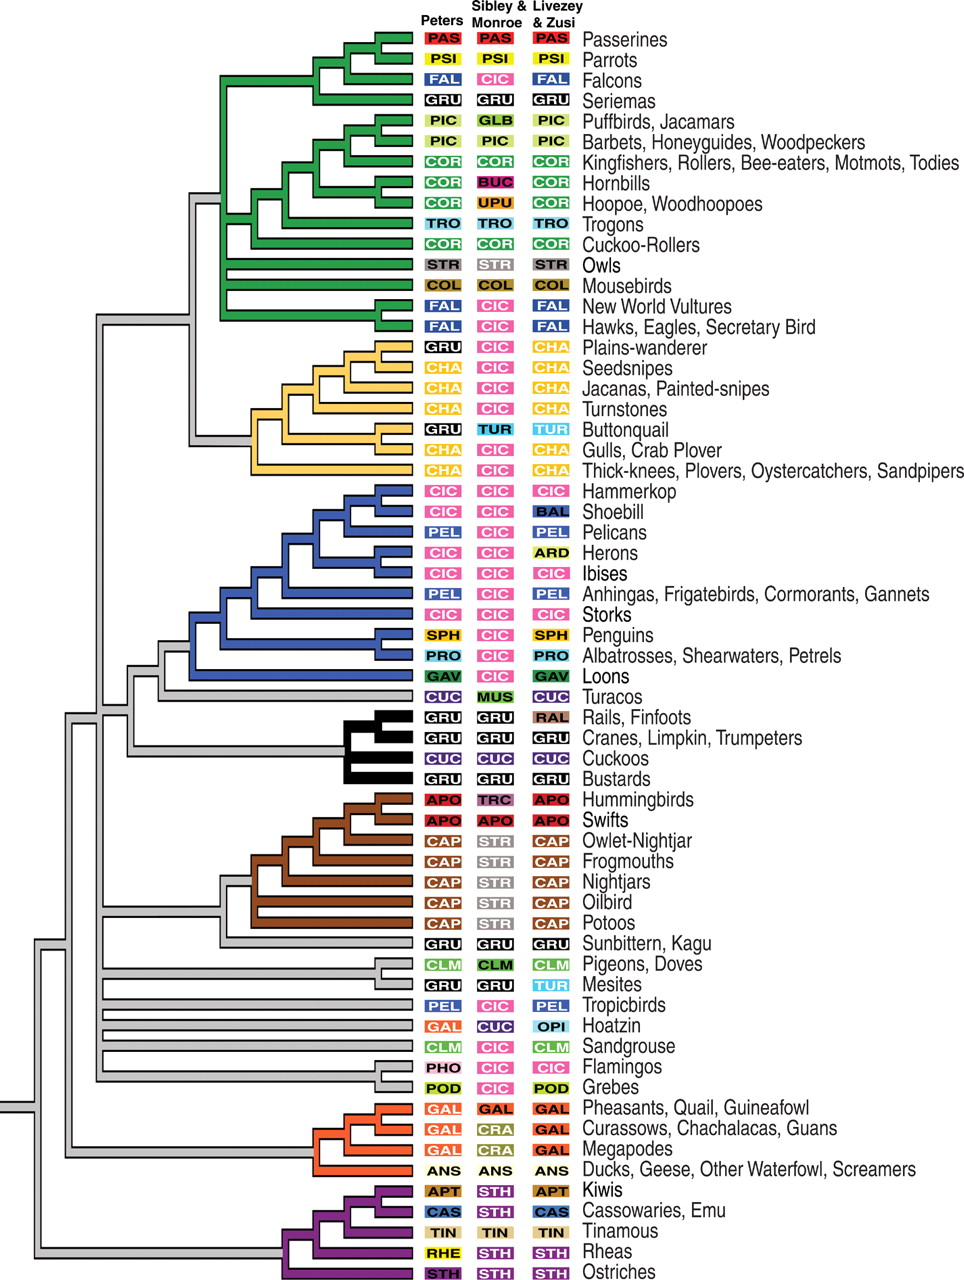 Peters Sibley & Monroe Livezey & Zusi
PAS PAS PAS Passerines
PSI PSI PSI Parrots
FAL CIC FAL Falcons
GRU GRU GRU Seriemas
PIC GLB PIC Puffbirds, Jacamars
PIC PIC PIC Barbets, Honeyguides, Woodpeckers
COR COR COR Kingfishers, Rollers, Bee-eaters, Motmots, Todies
COR BUC COR Hornbills
COR UPU COR Hoopoe, Woodhoopoes
TRO TRO TRO Trogons
COR COR COR Cuckoo-Rollers
STR STR STR Owls
COL COL COL Mousebirds
FAL CIC FAL New World Vultures
FAL CIC FAL Hawks, Eagles, Secretary Bird
GRU CIC CHA Plains-wanderer
CHA CIC CHA Seedsnipes
CHA CIC CHA Jacanas, Painted-snipes
CHA CIC CHA Turnstones
GRU TUR TUR Buttonquail
CHA CIC CHA Gulls, Crab Plover
CHA CIC CHA Thick-knees, Plovers, Oystercatchers, Sandpipers
CIC CIC CIC Hammerkop
CIC CIC BAL Shoebill
PEL CIC PEL Pelicans
CIC CIC ARD Herons
CIC CIC CIC Ibises
PEL CIC PEL Anhingas, Frigatebirds, Cormorants, Gannets
CIC CIC CIC Storks
SPH CIC SPH Penguins
PRO CIC PRO Albatrosses, Shearwaters, Petrels
GAV CIC GAV Loons
CUC MUS CUC Turacos
GRU GRU RAL Rails, Finfoots
GRU GRU GRU Cranes, Limpkin, Trumpeters
CUC CUC CUC Cuckoos
GRU GRU GRU Bustards
APO TRC APO Hummingbirds
APO APO APO Swifts
CAP STR CAP Owlet-Nightjar
CAP STR CAP Frogmouths
CAP STR CAP Nightjars
CAP STR CAP Oilbird
CAP STR CAP Potoos
GRU GRU GRU Sunbittern, Kagu
CLM CLM CLM Pigeons, Doves
GRU GRU TUR Mesites
PEL CIC PEL Tropicbirds
GAL CUC OPI Hoatzin
CLM CIC CLM Sandgrouse
PHO CIC CIC Flamingos
POD CIC POD Grebes
GAL GAL GAL Pheasants, Quail, Guineafowl
GAL CRA GAL Curassows, Chachalacas, Guans
GAL CRA GAL Megapodes
ANS ANS ANS Ducks, Geese, Other Waterfowl, Screamers
APT STH APT Kiwis
CAS STH CAS Cassowaries, Emu
TIN TIN TIN Tinamous
RHE STH STH Rheas
STH STH STH Ostriches